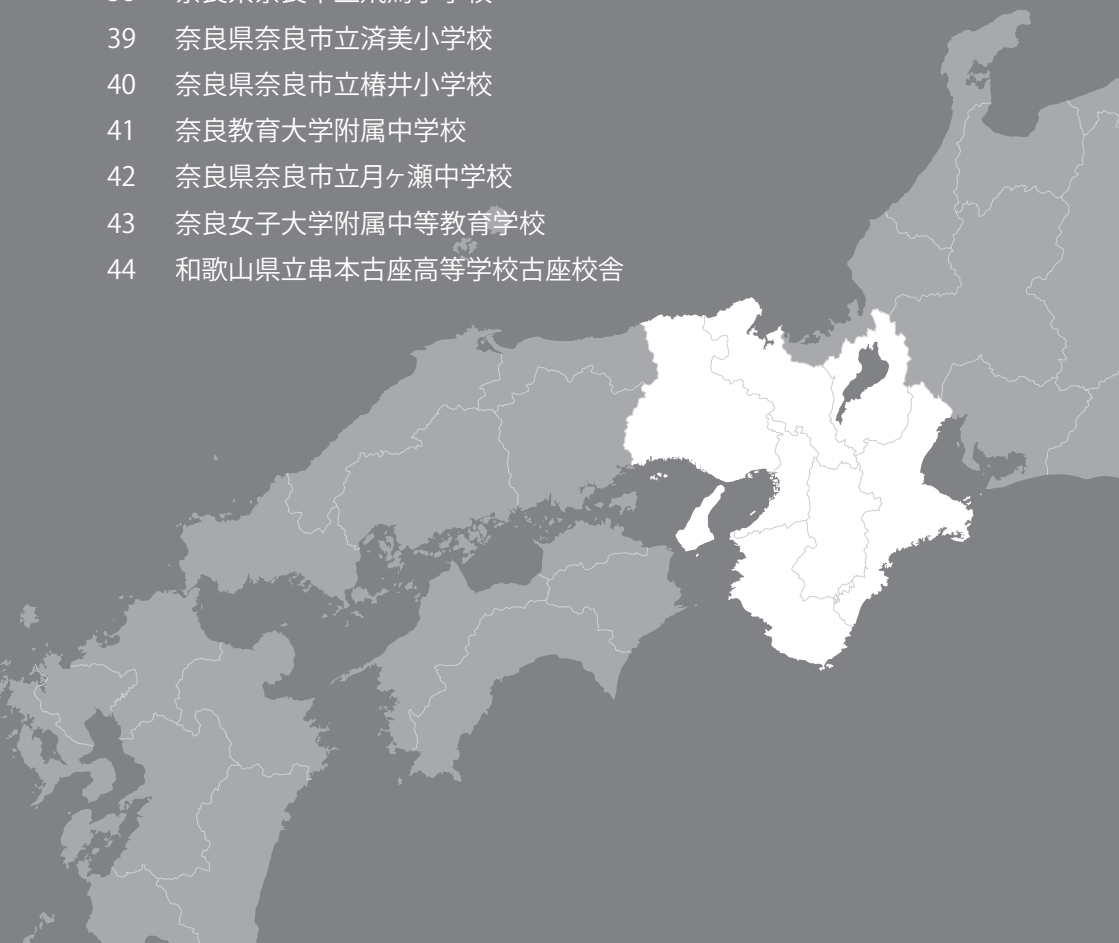 39 奈良県奈良市立済美小学校
40 奈良県奈良市立椿井小学校
41 奈良教育大学附属中学校
42 奈良県奈良市立月ヶ瀬中学校
43 奈良女子大学附属中等教育学校
44 和歌山県立串本古座高等学校古座校舎